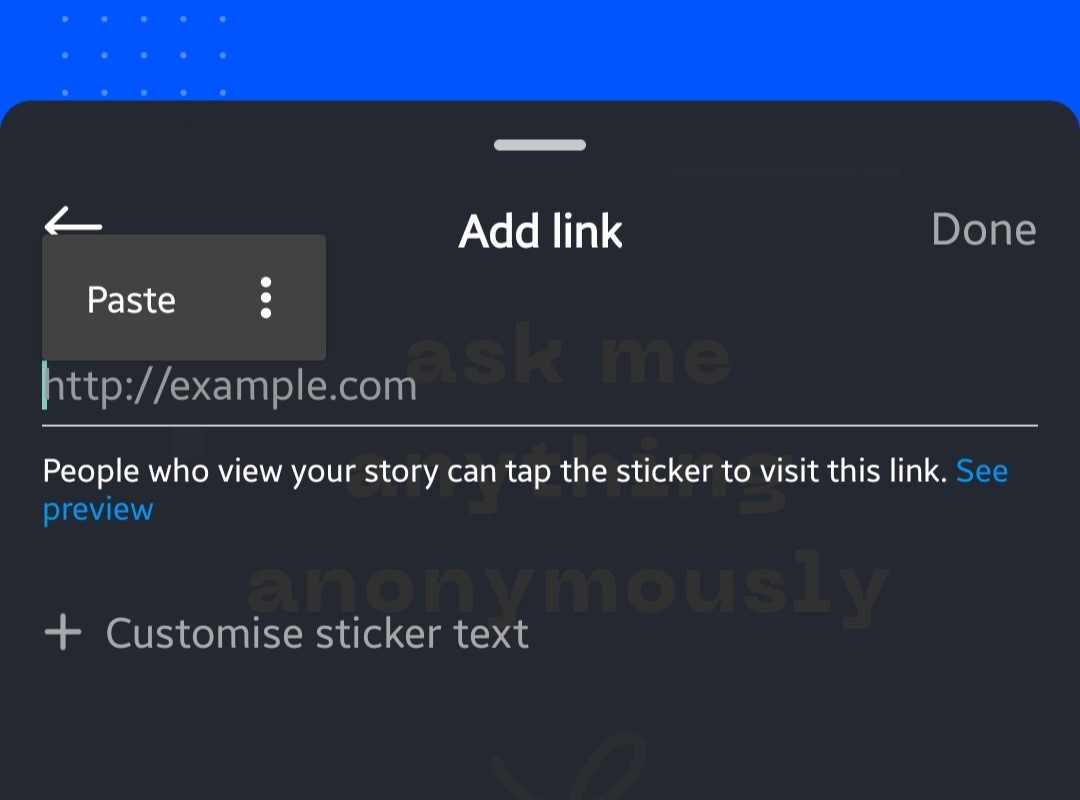 Add link
Done
Paste
ask me
http://example.com
anything
People who view your story can tap the sticker to visit this link. See
preview
anonymously
Customise sticker text